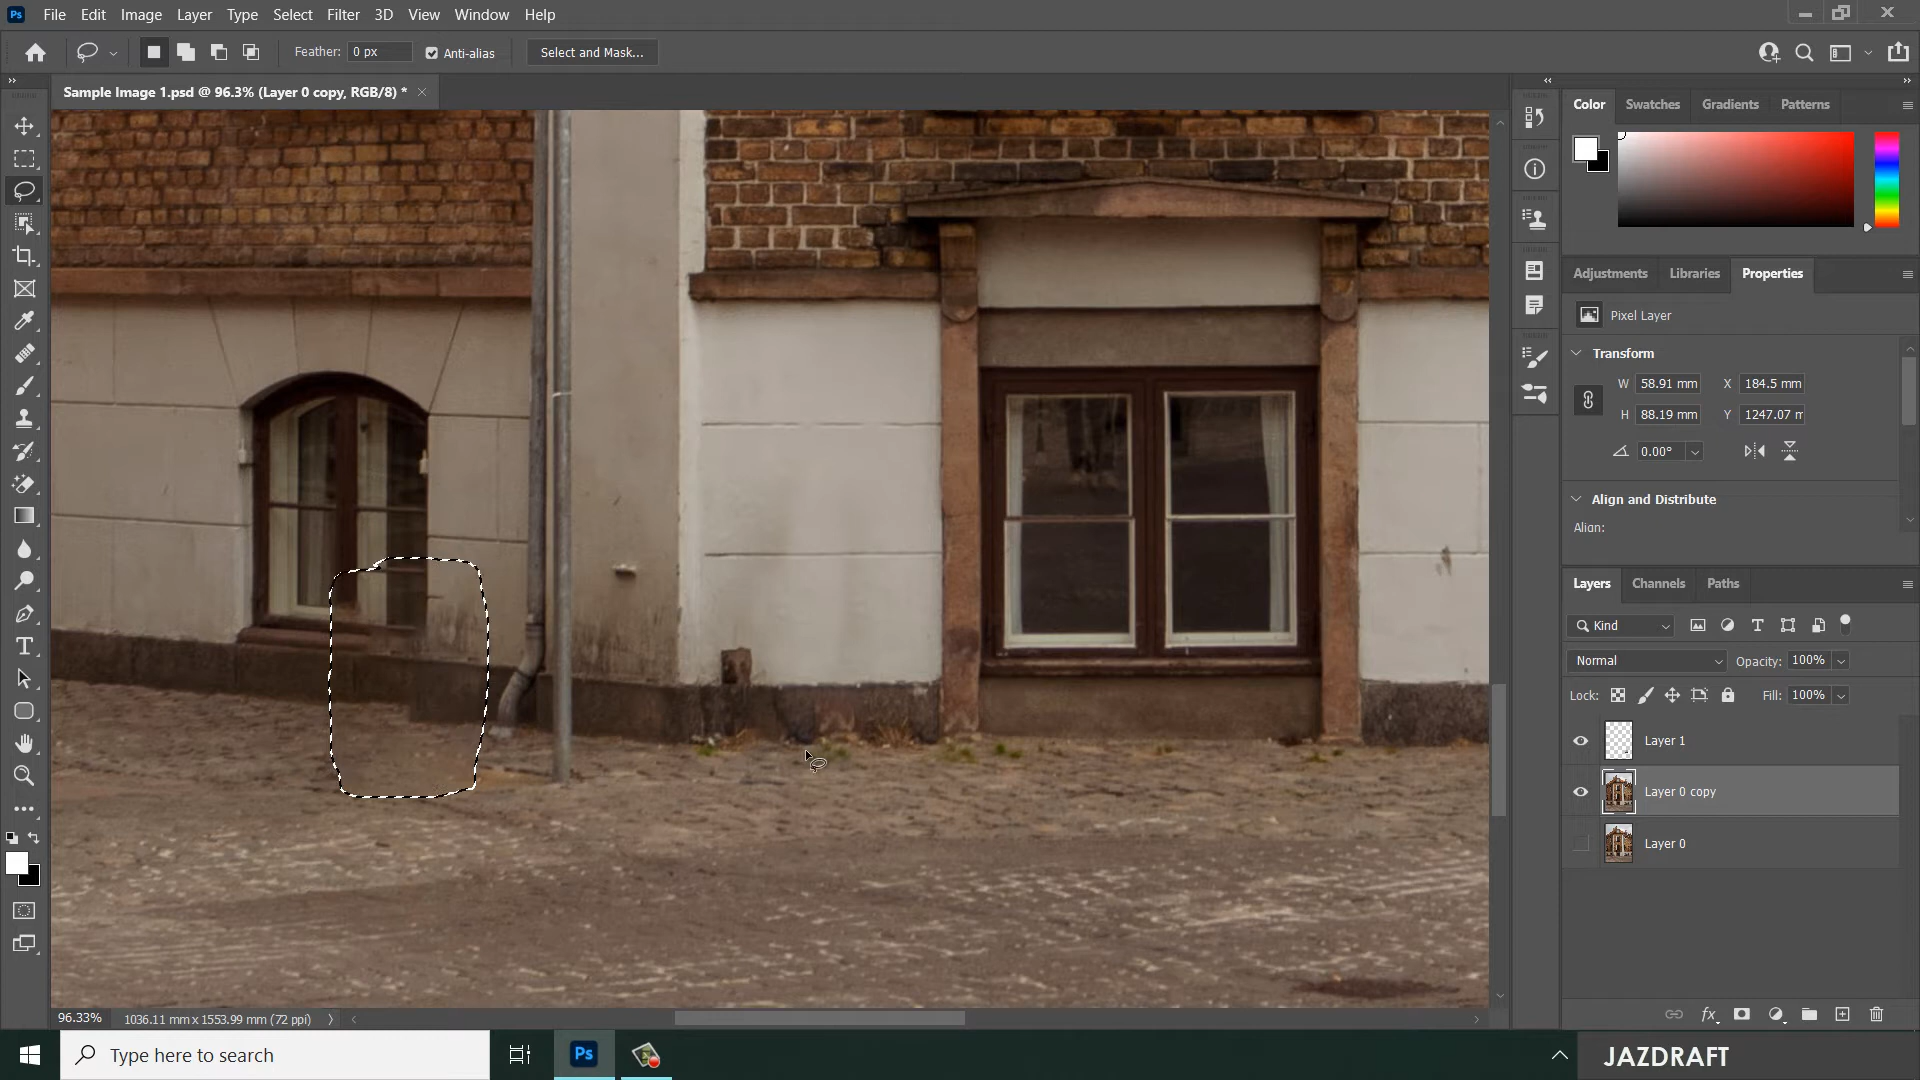 Ps File Edit Image Layer Type Select Filter 3D View Window Help
Feather: 0 px Anti-alias Select and Mask...
Sample Image 1.psd @ 96.3% (Layer 0 copy, RGB/8) *
Color Swatches Gradients Patterns
Adjustments Libraries Properties
Pixel Layer
Transform
W 58.91 mm X 184.5 mm
H 88.19 mm Y 1247.07 m
0.00°
Align and Distribute
Align:
Layers Channels Paths
Kind
Normal Opacity: 100%
Lock: Fill: 100%
Layer 1
Layer 0 copy
Layer 0
96.33% 1036.11 mm x 1553.99 mm (72 ppi)
Type here to search Ps JAZDRAFT